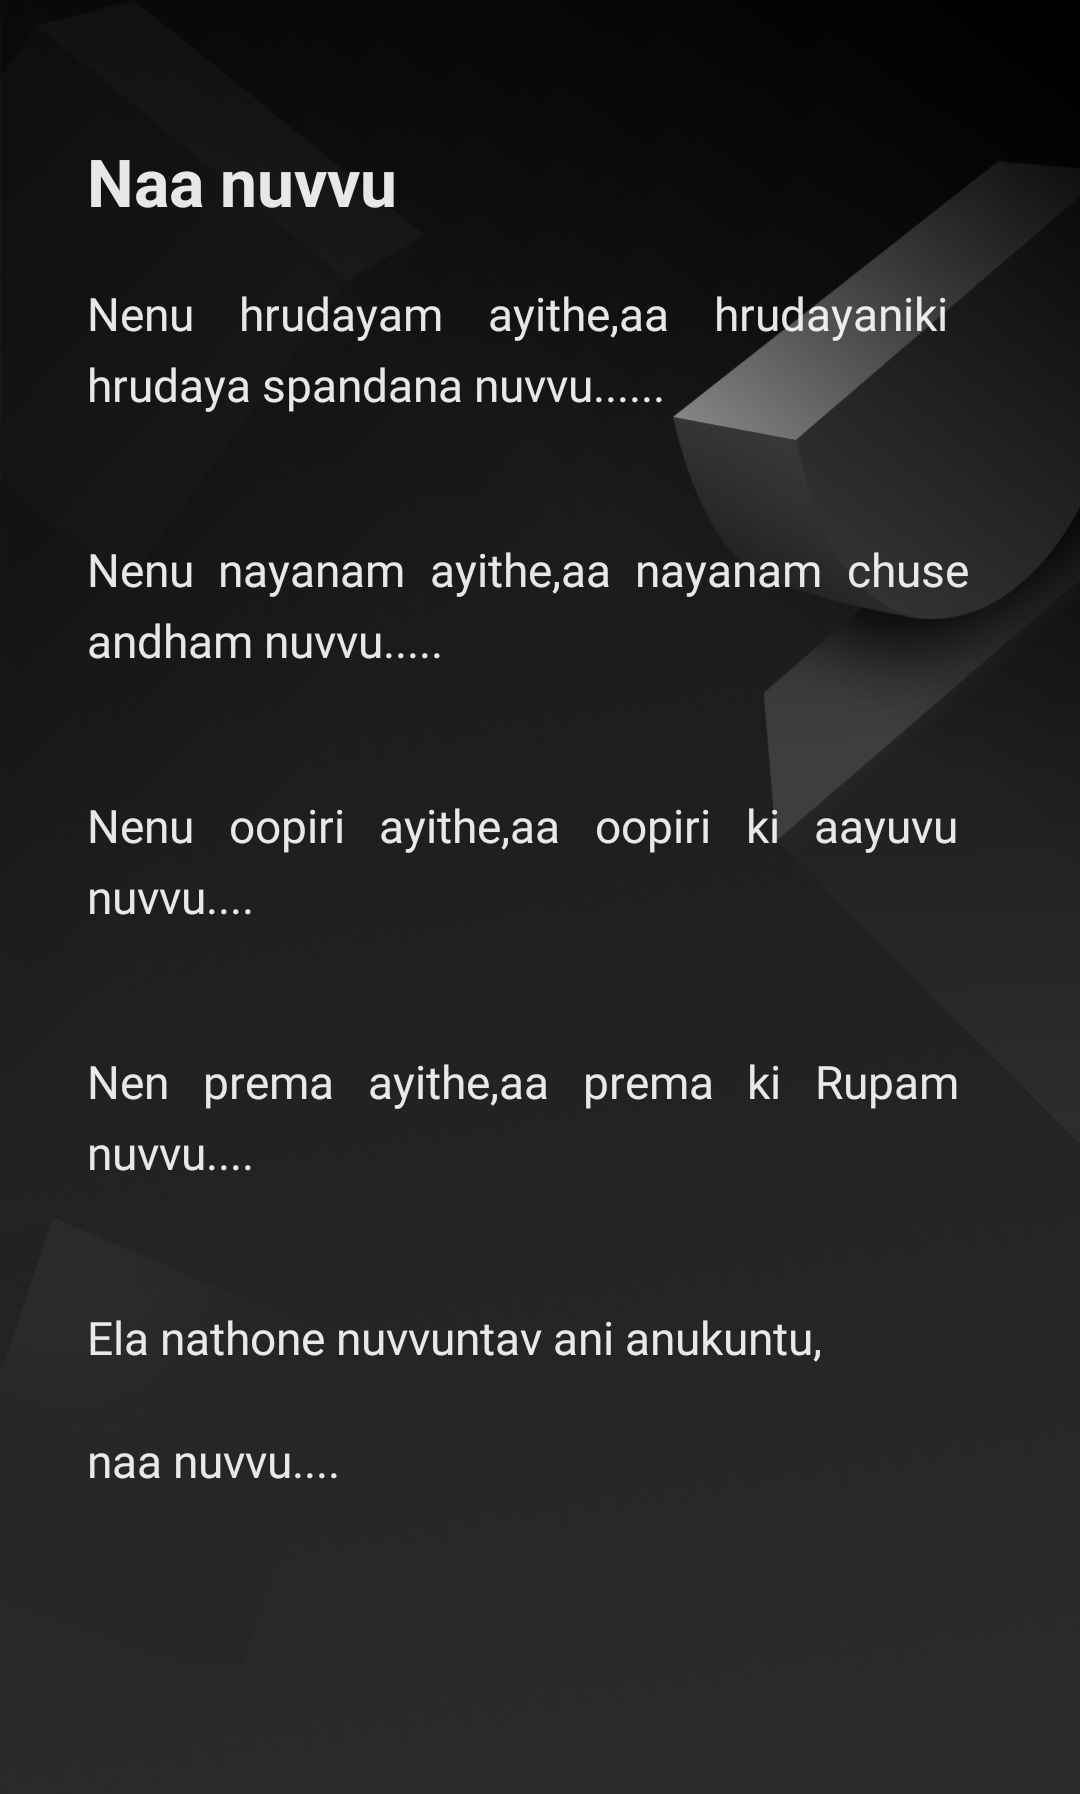 Naa nuvvu
Nenu hrudayam ayithe,aa hrudayaniki
hrudaya spandana nuvvu......
Nenu nayanam ayithe,aa nayanam chuse
andham nuvvu.....
Nenu oopiri ayithe,aa oopiri ki aayuvu
nuvvu....
Nen prema ayithe,aa prema ki Rupam
nuvvu....
Ela nathone nuvvuntav ani anukuntu,
naa nuvvu....